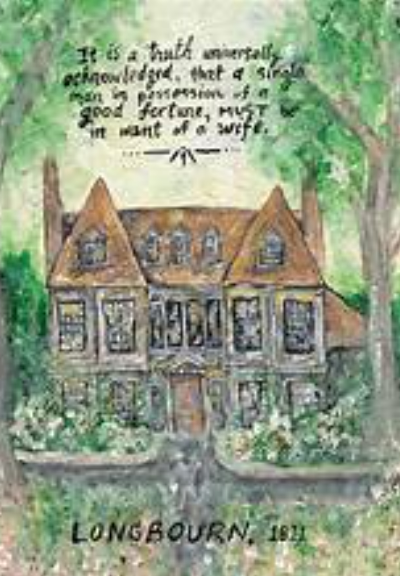 It is a truth universally
acknowledged, that a single
man in possession of a
good fortune, MUST be
in want of a wife.
LONGBOURN, 1811